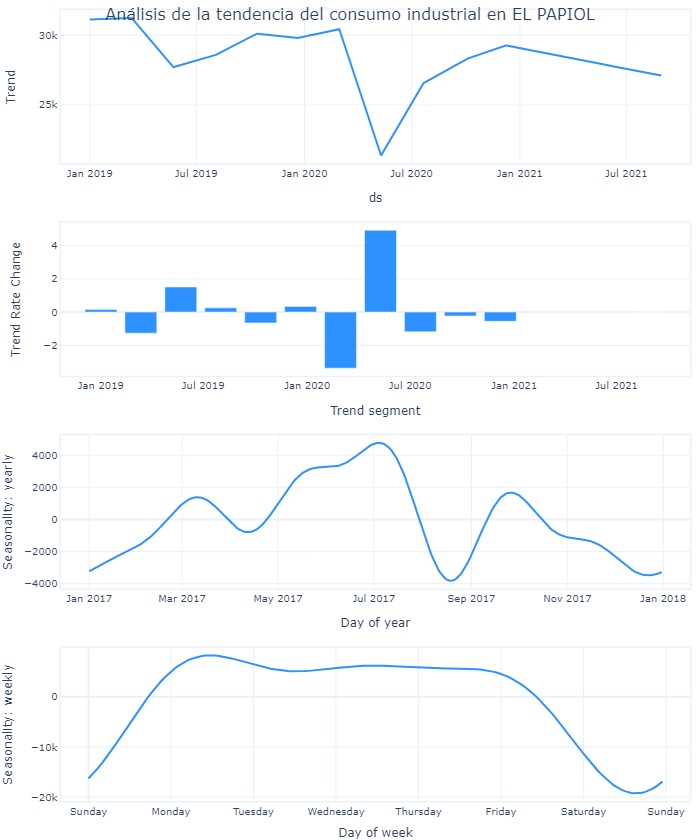 Análisis de la tendencia del consumo industrial en EL PAPIOL
30k
25k
Trend
Jan 2019 Jul 2019 Jan 2020 Jul 2020 Jan 2021 Jul 2021
ds
4
2
0
−2
Trend Rate Change
Jan 2019 Jul 2019 Jan 2020 Jul 2020 Jan 2021 Jul 2021
Trend segment
4000
2000
0
−2000
−4000
Seasonality: yearly
Jan 2017 Mar 2017 May 2017 Jul 2017 Sep 2017 Nov 2017 Jan 2018
Day of year
0
−10k
−20k
Seasonality: weekly
Sunday Monday Tuesday Wednesday Thursday Friday Saturday Sunday
Day of week